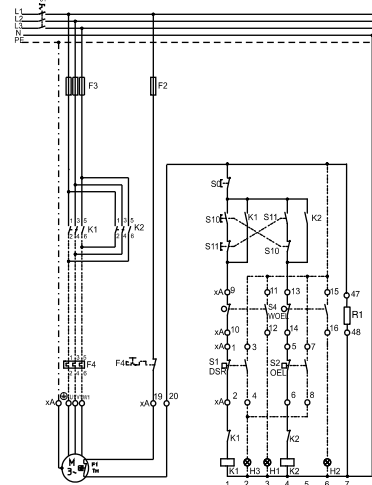 L1
L2
L3
N
PE
F3
F2
S0
1 3 5
K1
2 4 6
1 3 5
K2
2 4 6
S10
K1
S11
K2
S11
S10
xA 9
11
13
15
47
S4
WOEL
R1
xA 10
12
14
16
48
xA 1
3
5
7
F4
F4
S1
DSR
S2
OEL
xA
19
20
xA
xA 2
4
6
8
K1
K2
M
3~
K1
H3
H1
K2
H2
1 2 3 4 5 6 7